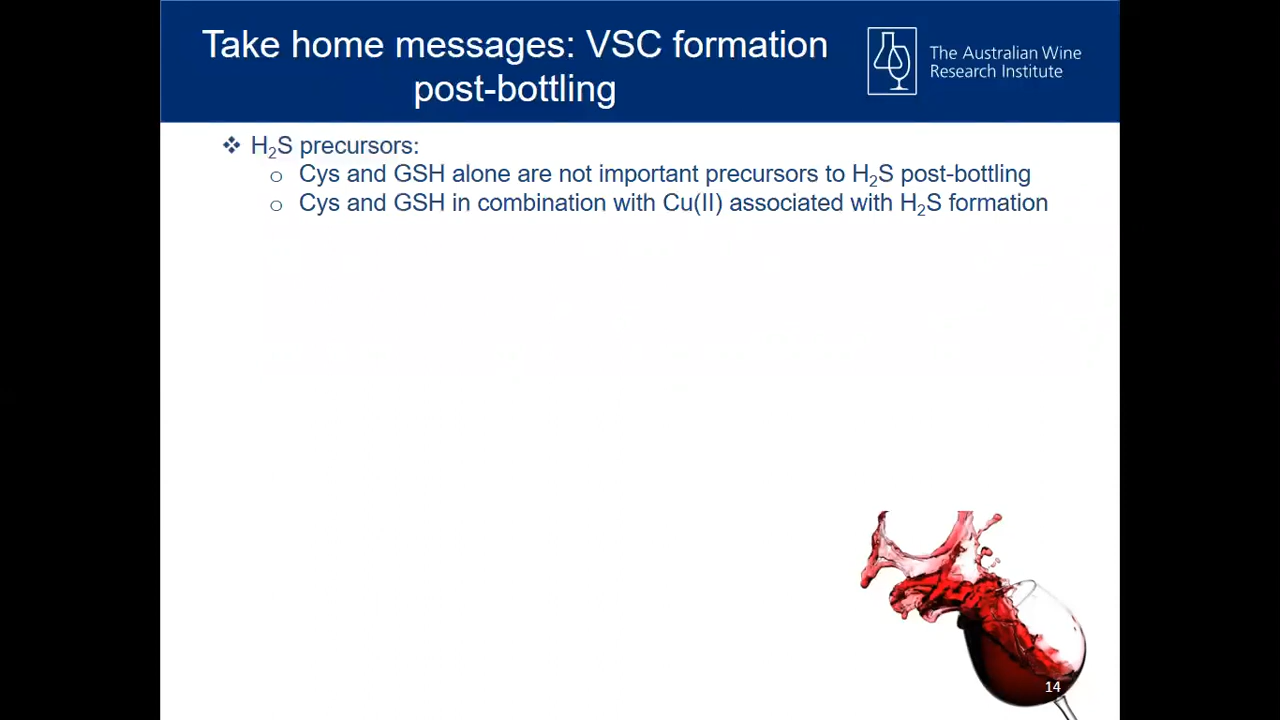 Take home messages: VSC formation
post-bottling
The Australian Wine
Research Institute
❖ H₂S precursors:
o Cys and GSH alone are not important precursors to H₂S post-bottling
o Cys and GSH in combination with Cu(II) associated with H₂S formation
14